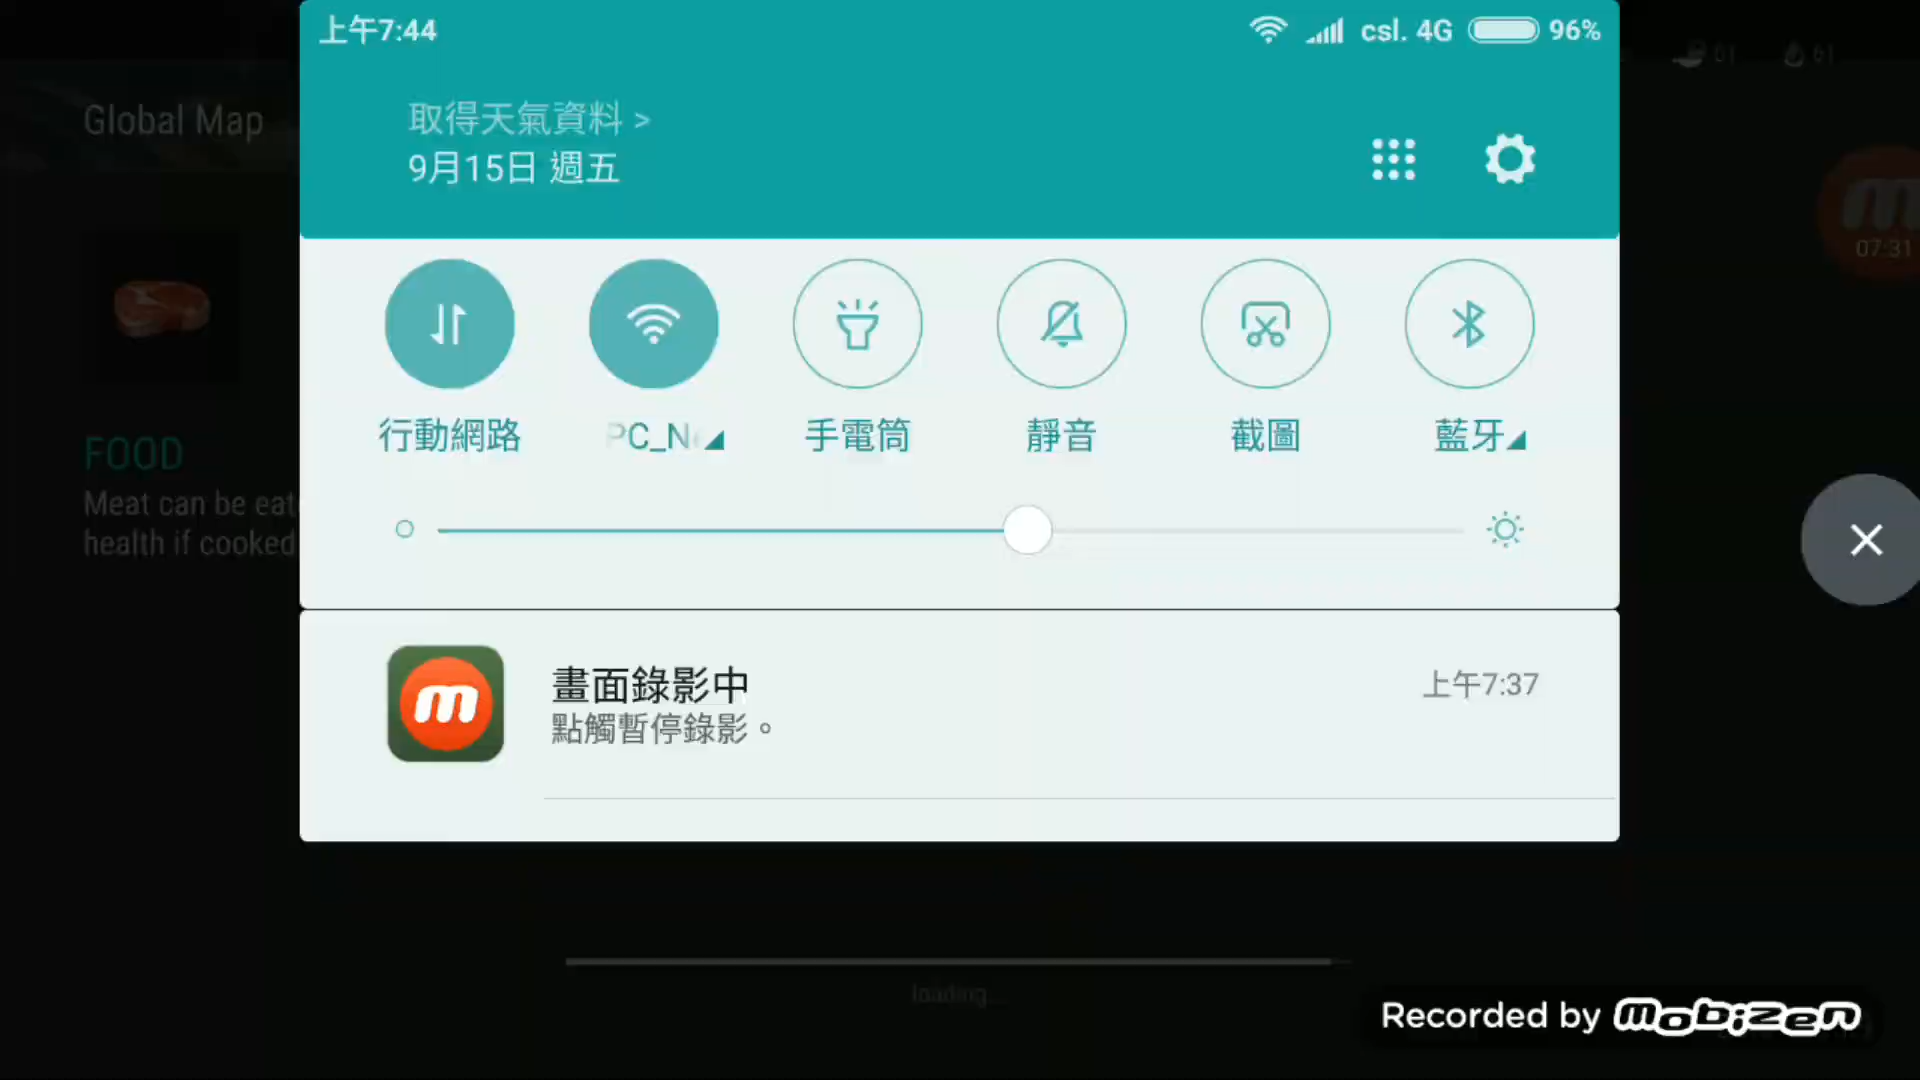 上午7:44
csl. 4G
96%
61
61
Global Map
取得天氣資料 >
9月15日 週五
07:31
行動網路
PC_N
手電筒
靜音
截圖
藍牙
FOOD
Meat can be eat
health if cooked
畫面錄影中
上午7:37
點觸暫停錄影。
loading...
Recorded by mobizen